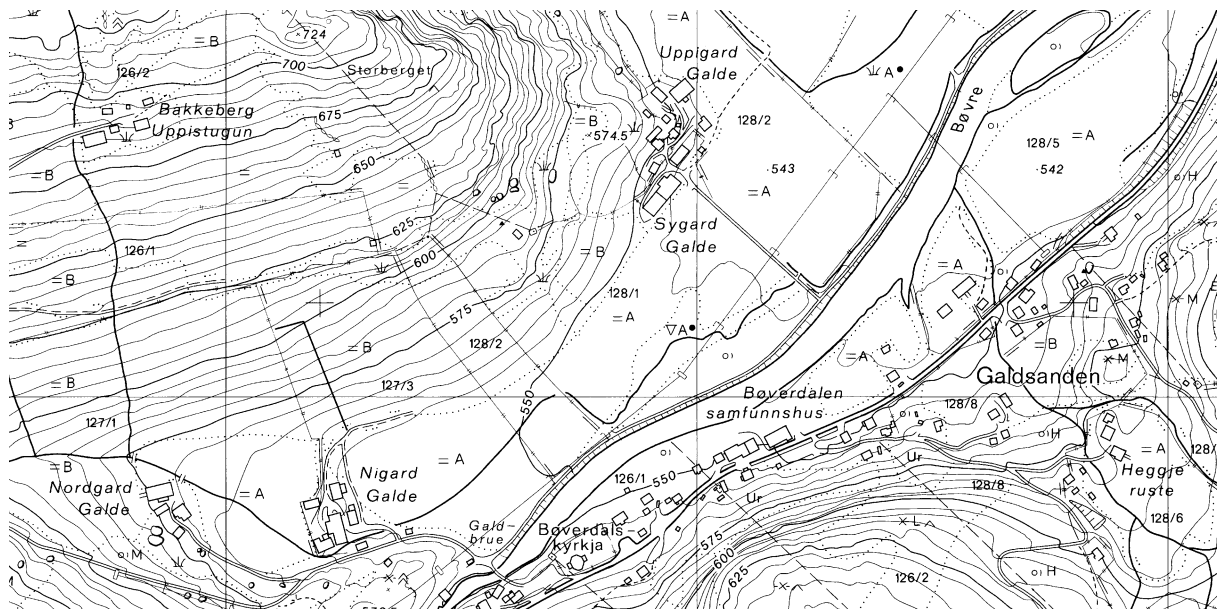 724
= B
= A
Uppigard
Galde
A
126/2
700
Storberget
Bøvre
Bakkeberg
Uppistugun
675
= B
574.5
128/2
128/5
= A
650
543
542
= A
= B
H
625
Sygard
Galde
126/1
600
= B
128/1
= A
= A
M
575
A
128/2
= B
= B
M
= B
127/3
= A
Galdsanden
550
Bøverdalen
samfunnshus
128/8
127/1
H
= B
= A
Nigard
Galde
= A
Ur
= A
Heggje
ruste
Nordgard
Galde
126/1
550
Ur
128/8
128/6
Gald-
brue
Bøverdals
kyrkja
L
M
575
600
625
126/2
H